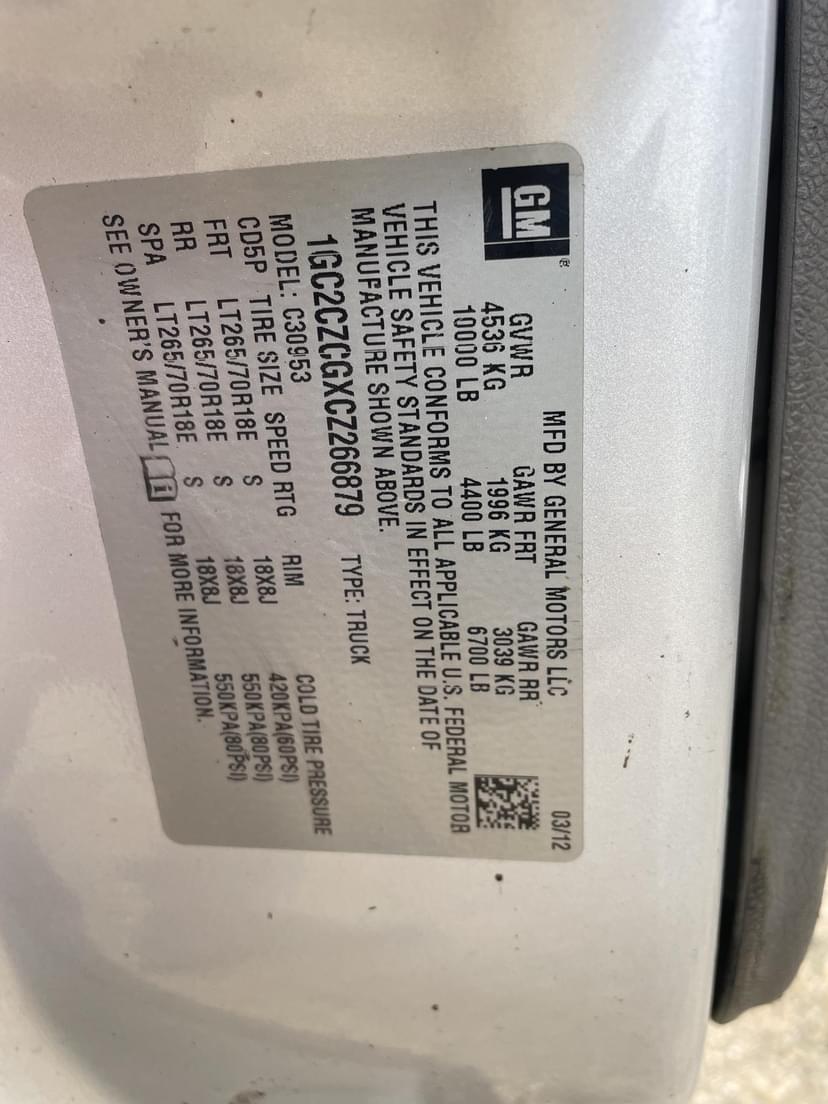 GM®
MFD BY GENERAL MOTORS LLC 03/12
GVWR GAWR FRT GAWR RR
4536 KG 1996 KG 3039 KG
10000 LB 4400 LB 6700 LB
THIS VEHICLE CONFORMS TO ALL APPLICABLE U.S. FEDERAL MOTOR
VEHICLE SAFETY STANDARDS IN EFFECT ON THE DATE OF
MANUFACTURE SHOWN ABOVE.
1GC2CZCGXCZ266879 TYPE: TRUCK
MODEL: C30953
CD5P TIRE SIZE SPEED RTG RIM COLD TIRE PRESSURE
FRT LT265/70R18E S 18X8J 420KPA(60PSI)
RR LT265/70R18E S 18X8J 550KPA(80PSI)
SPA LT265/70R18E S 18X8J 550KPA(80PSI)
SEE OWNER'S MANUAL i FOR MORE INFORMATION.